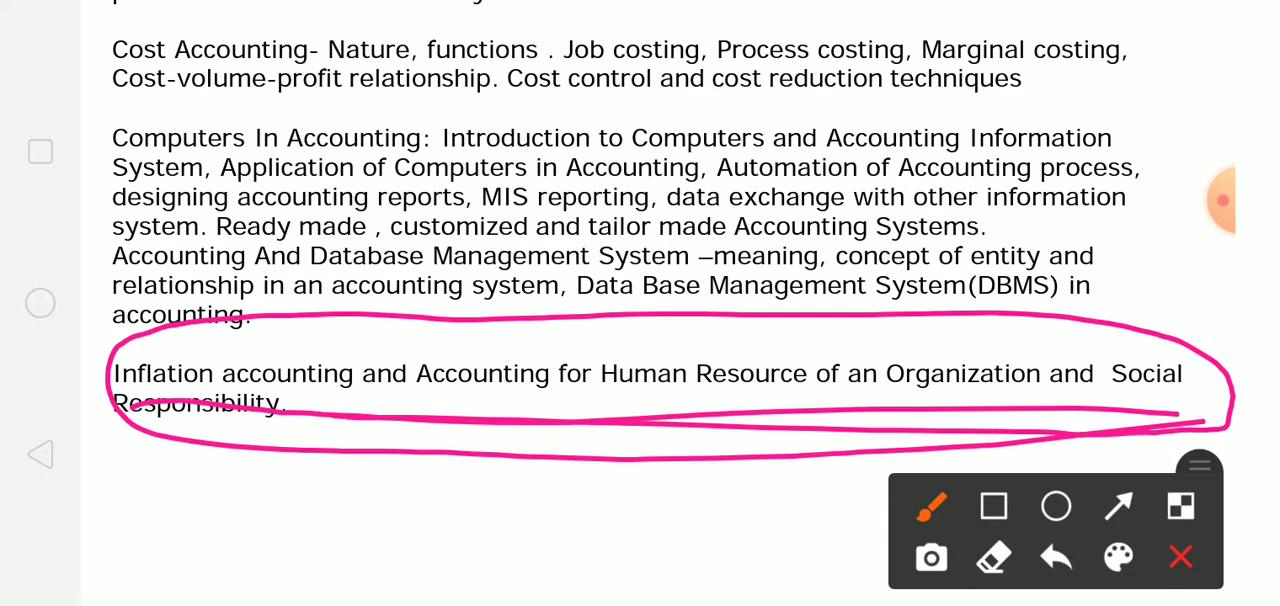 Cost Accounting- Nature, functions . Job costing, Process costing, Marginal costing,
Cost-volume-profit relationship. Cost control and cost reduction techniques
Computers In Accounting: Introduction to Computers and Accounting Information
System, Application of Computers in Accounting, Automation of Accounting process,
designing accounting reports, MIS reporting, data exchange with other information
system. Ready made , customized and tailor made Accounting Systems.
Accounting And Database Management System –meaning, concept of entity and
relationship in an accounting system, Data Base Management System(DBMS) in
accounting.
Inflation accounting and Accounting for Human Resource of an Organization and Social
Responsibility.